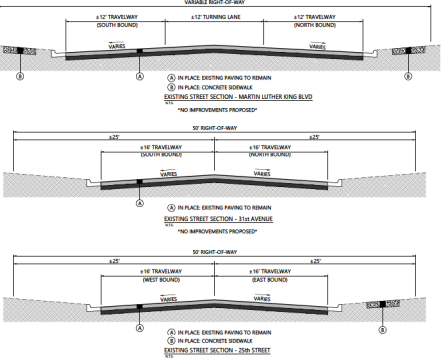 VARIABLE RIGHT-OF-WAY
±12' TRAVELWAY ±12' TURNING LANE ±12' TRAVELWAY
(SOUTH BOUND) (NORTH BOUND)
VARIES VARIES
B A B
A IN PLACE: EXISTING PAVING TO REMAIN
B IN PLACE: CONCRETE SIDEWALK
EXISTING STREET SECTION - MARTIN LUTHER KING BLVD
N.T.S.
*NO IMPROVEMENTS PROPOSED*
50' RIGHT-OF-WAY
±25' ±25'
±16' TRAVELWAY ±16' TRAVELWAY
(SOUTH BOUND) (NORTH BOUND)
VARIES VARIES
A
A IN PLACE: EXISTING PAVING TO REMAIN
EXISTING STREET SECTION - 31st AVENUE
N.T.S.
*NO IMPROVEMENTS PROPOSED*
50' RIGHT-OF-WAY
±25' ±25'
±16' TRAVELWAY ±16' TRAVELWAY
(WEST BOUND) (EAST BOUND)
VARIES VARIES
A B
A IN PLACE: EXISTING PAVING TO REMAIN
B IN PLACE: CONCRETE SIDEWALK
EXISTING STREET SECTION - 25th STREET
N.T.S.